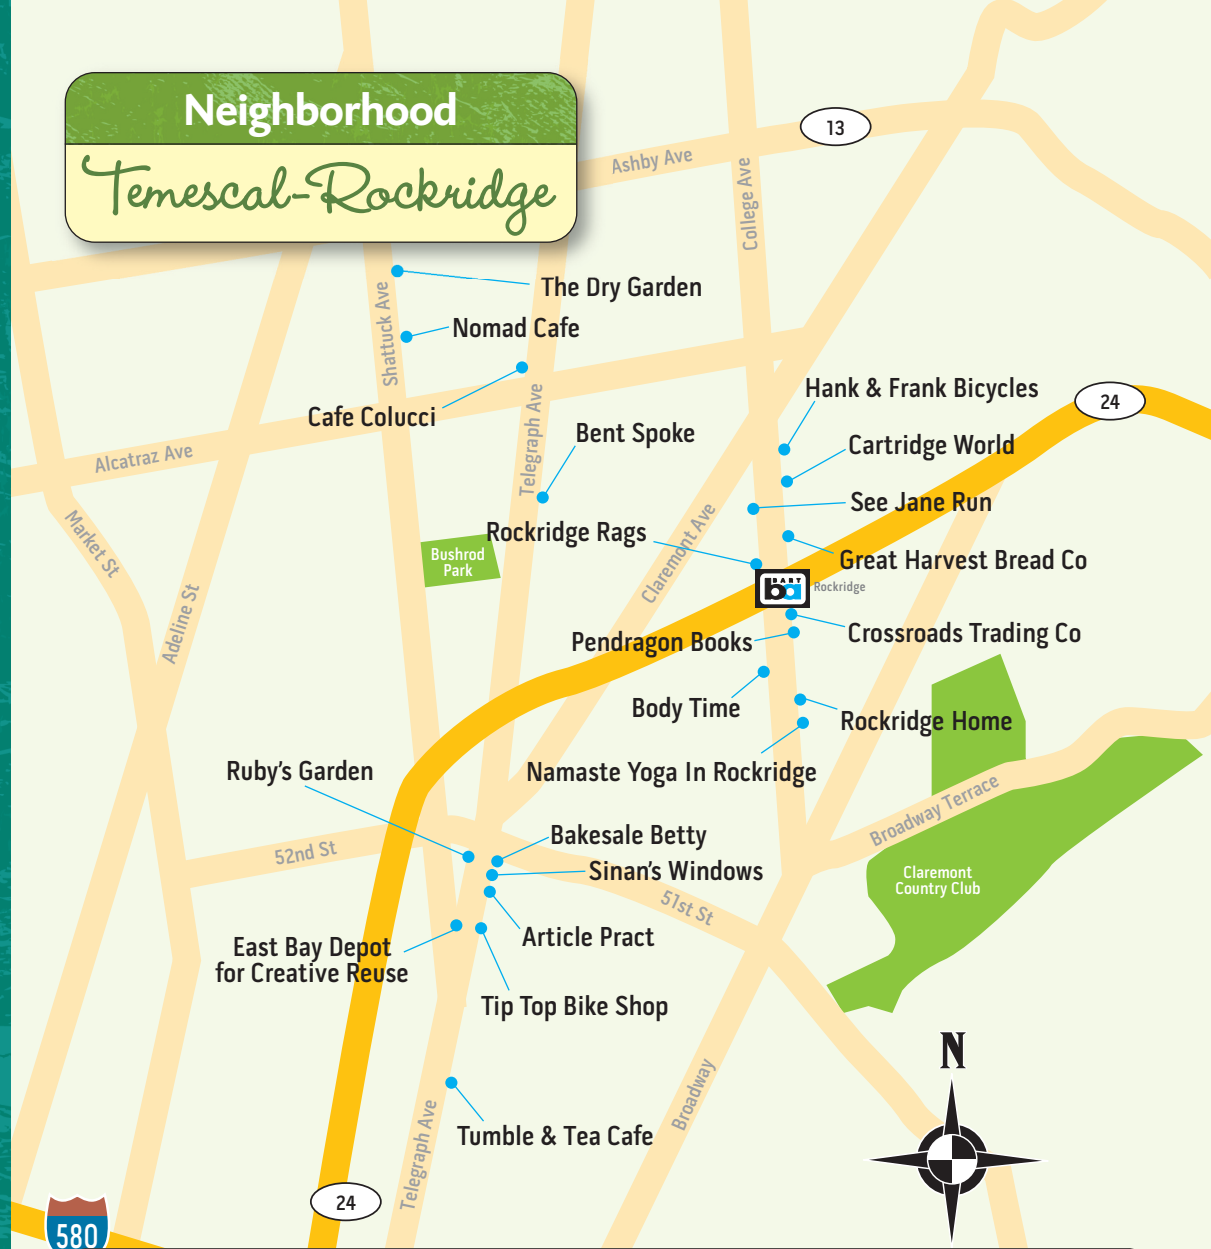 Neighborhood
Temescal-Rockridge
13
Ashby Ave
College Ave
The Dry Garden
Shattuck Ave
Nomad Cafe
Hank & Frank Bicycles
24
Cafe Colucci
Telegraph Ave
Bent Spoke
Cartridge World
Alcatraz Ave
See Jane Run
Market St
Rockridge Rags
Claremont Ave
Bushrod
Park
Great Harvest Bread Co
BART
ba
Rockridge
Adeline St
Crossroads Trading Co
Pendragon Books
Body Time
Rockridge Home
Ruby's Garden
Namaste Yoga In Rockridge
Broadway Terrace
Bakesale Betty
52nd St
Sinan's Windows
Claremont
Country Club
51st St
Article Pract
East Bay Depot
for Creative Reuse
Tip Top Bike Shop
N
Broadway
Tumble & Tea Cafe
Telegraph Ave
24
580